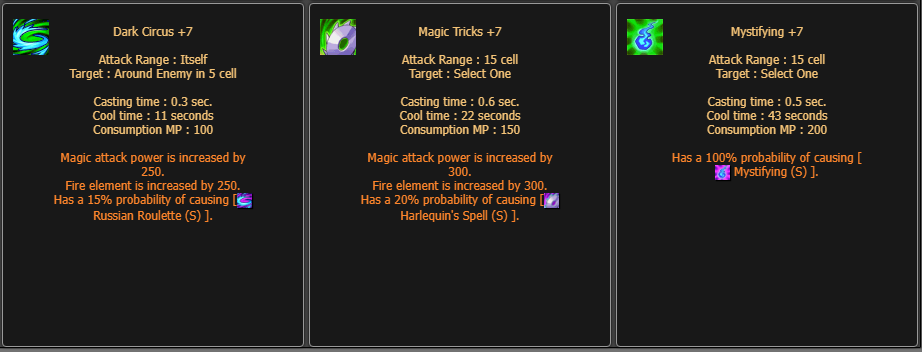 Dark Circus +7
Attack Range : Itself
Target : Around Enemy in 5 cell
Casting time : 0.3 sec.
Cool time : 11 seconds
Consumption MP : 100
Magic attack power is increased by
250.
Fire element is increased by 250.
Has a 15% probability of causing [
Russian Roulette (S) ].
Magic Tricks +7
Attack Range : 15 cell
Target : Select One
Casting time : 0.6 sec.
Cool time : 22 seconds
Consumption MP : 150
Magic attack power is increased by
300.
Fire element is increased by 300.
Has a 20% probability of causing [
Harlequin's Spell (S) ].
Mystifying +7
Attack Range : 15 cell
Target : Select One
Casting time : 0.5 sec.
Cool time : 43 seconds
Consumption MP : 200
Has a 100% probability of causing [
Mystifying (S) ].